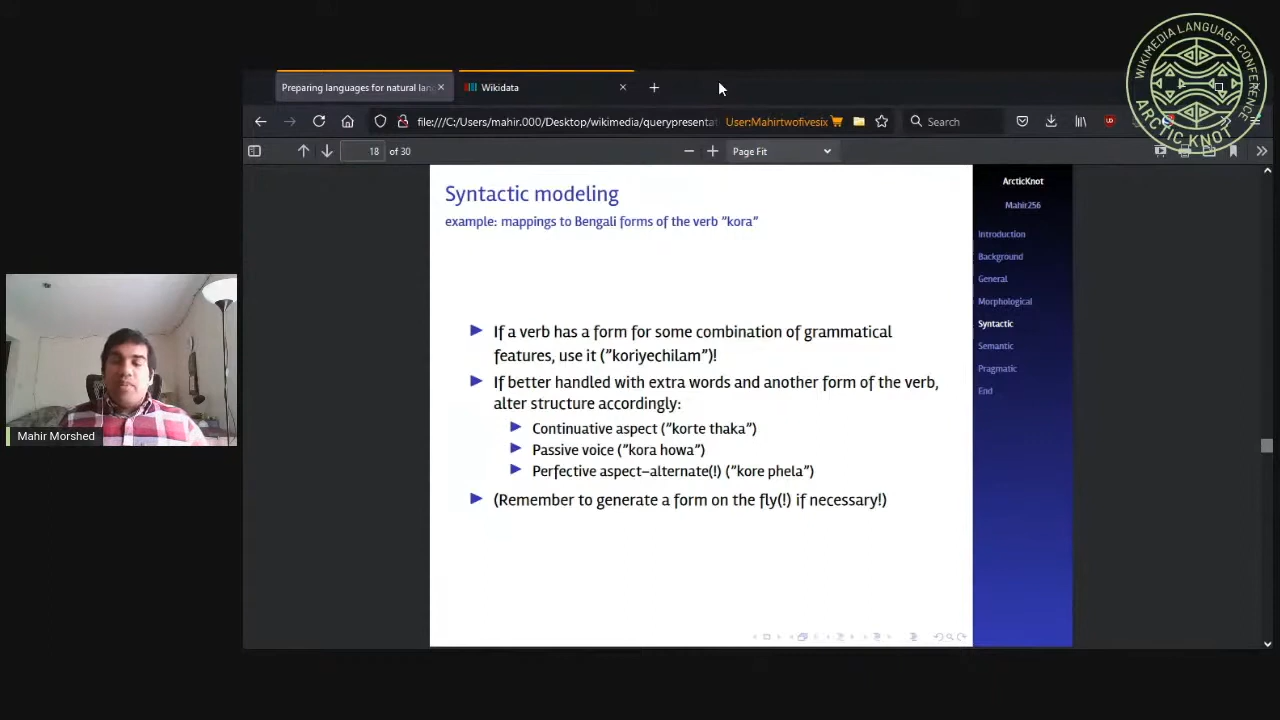 WIKIMEDIA LANGUAGE CONFERENCE
ARCTIC KNOT
Preparing languages for natural lang
Wikidata
file:///C:/Users/mahir.000/Desktop/wikimedia/querypresentat
User:Mahirtwofivesix
Search
18 of 30
Page Fit
Syntactic modeling
example: mappings to Bengali forms of the verb ”kora”
If a verb has a form for some combination of grammatical
features, use it (”koriyechilam”)!
If better handled with extra words and another form of the verb,
alter structure accordingly:
Continuative aspect (”korte thaka”)
Passive voice (”kora howa”)
Perfective aspect–alternate(!) (”kore phela”)
(Remember to generate a form on the fly(!) if necessary!)
ArcticKnot
Mahir256
Introduction
Background
General
Morphological
Syntactic
Semantic
Pragmatic
End
Mahir Morshed